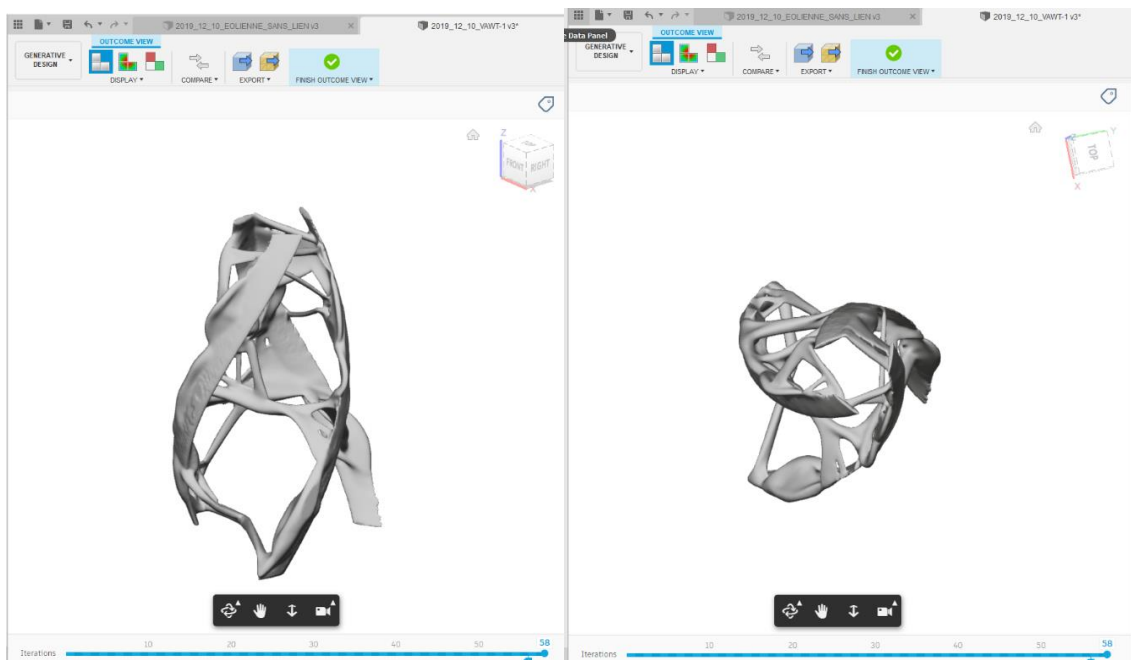 2019_12_10_EOLIENNE_SANS_LIEN v3
2019_12_10_VAWT-1 v3*
OUTCOME VIEW
GENERATIVE
DESIGN
DISPLAY
COMPARE
EXPORT
FINISH OUTCOME VIEW
Z
FRONT
RIGHT
X
10
20
30
40
50
58
Iterations
2019_12_10_EOLIENNE_SANS_LIEN v3
2019_12_10_VAWT-1 v3*
Data Panel
OUTCOME VIEW
GENERATIVE
DESIGN
DISPLAY
COMPARE
EXPORT
FINISH OUTCOME VIEW
Y
TOP
X
10
20
30
40
50
58
Iterations